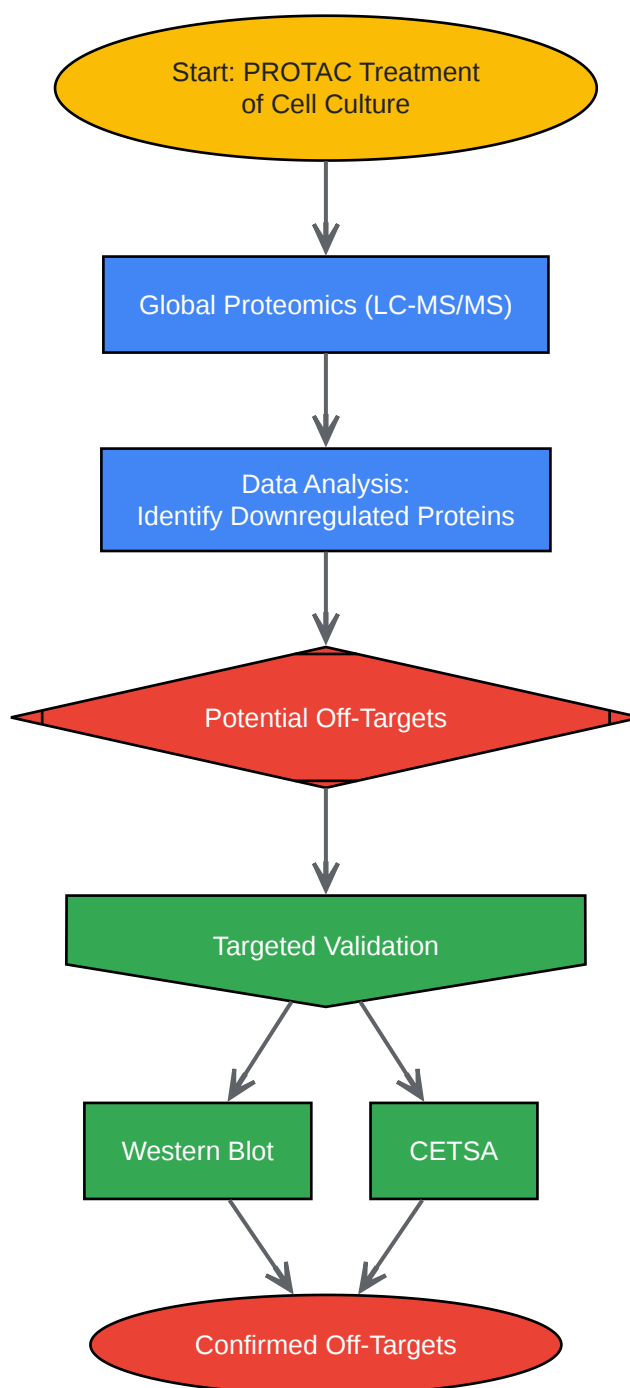 Start: PROTAC Treatment
of Cell Culture
Global Proteomics (LC-MS/MS)
Data Analysis:
Identify Downregulated Proteins
Potential Off-Targets
Targeted Validation
Western Blot
CETSA
Confirmed Off-Targets